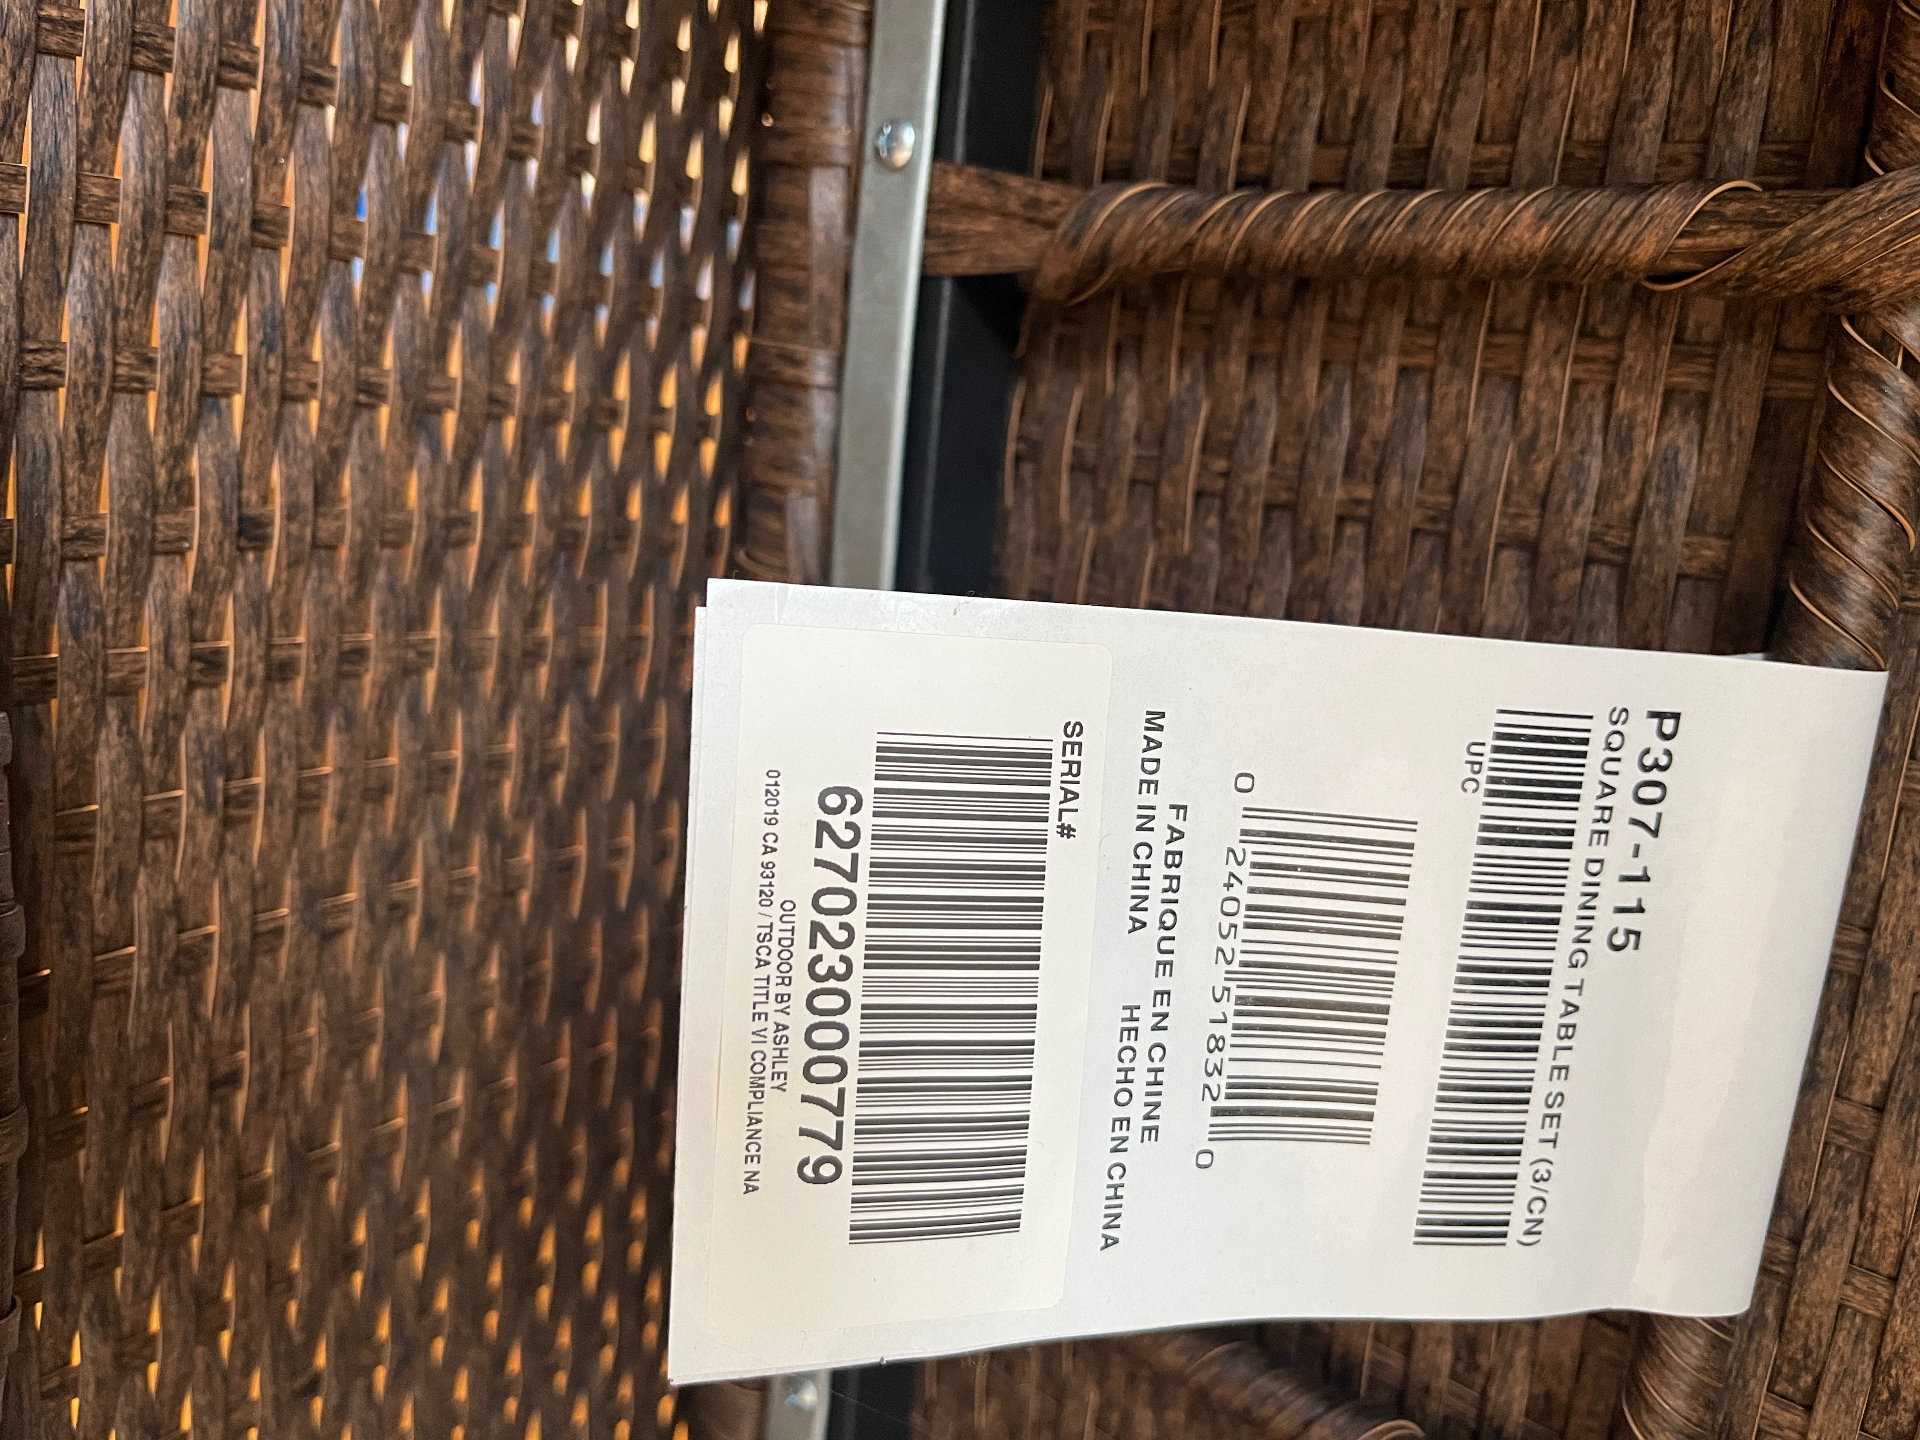 P307-115
SQUARE DINING TABLE SET (3/CN)
UPC
0 24052 51832 0
FABRIQUE EN CHINE
MADE IN CHINA HECHO EN CHINA
SERIAL#
6270230000779
OUTDOOR BY ASHLEY
012019 CA 93120 / TSCA TITLE VI COMPLIANCE NA